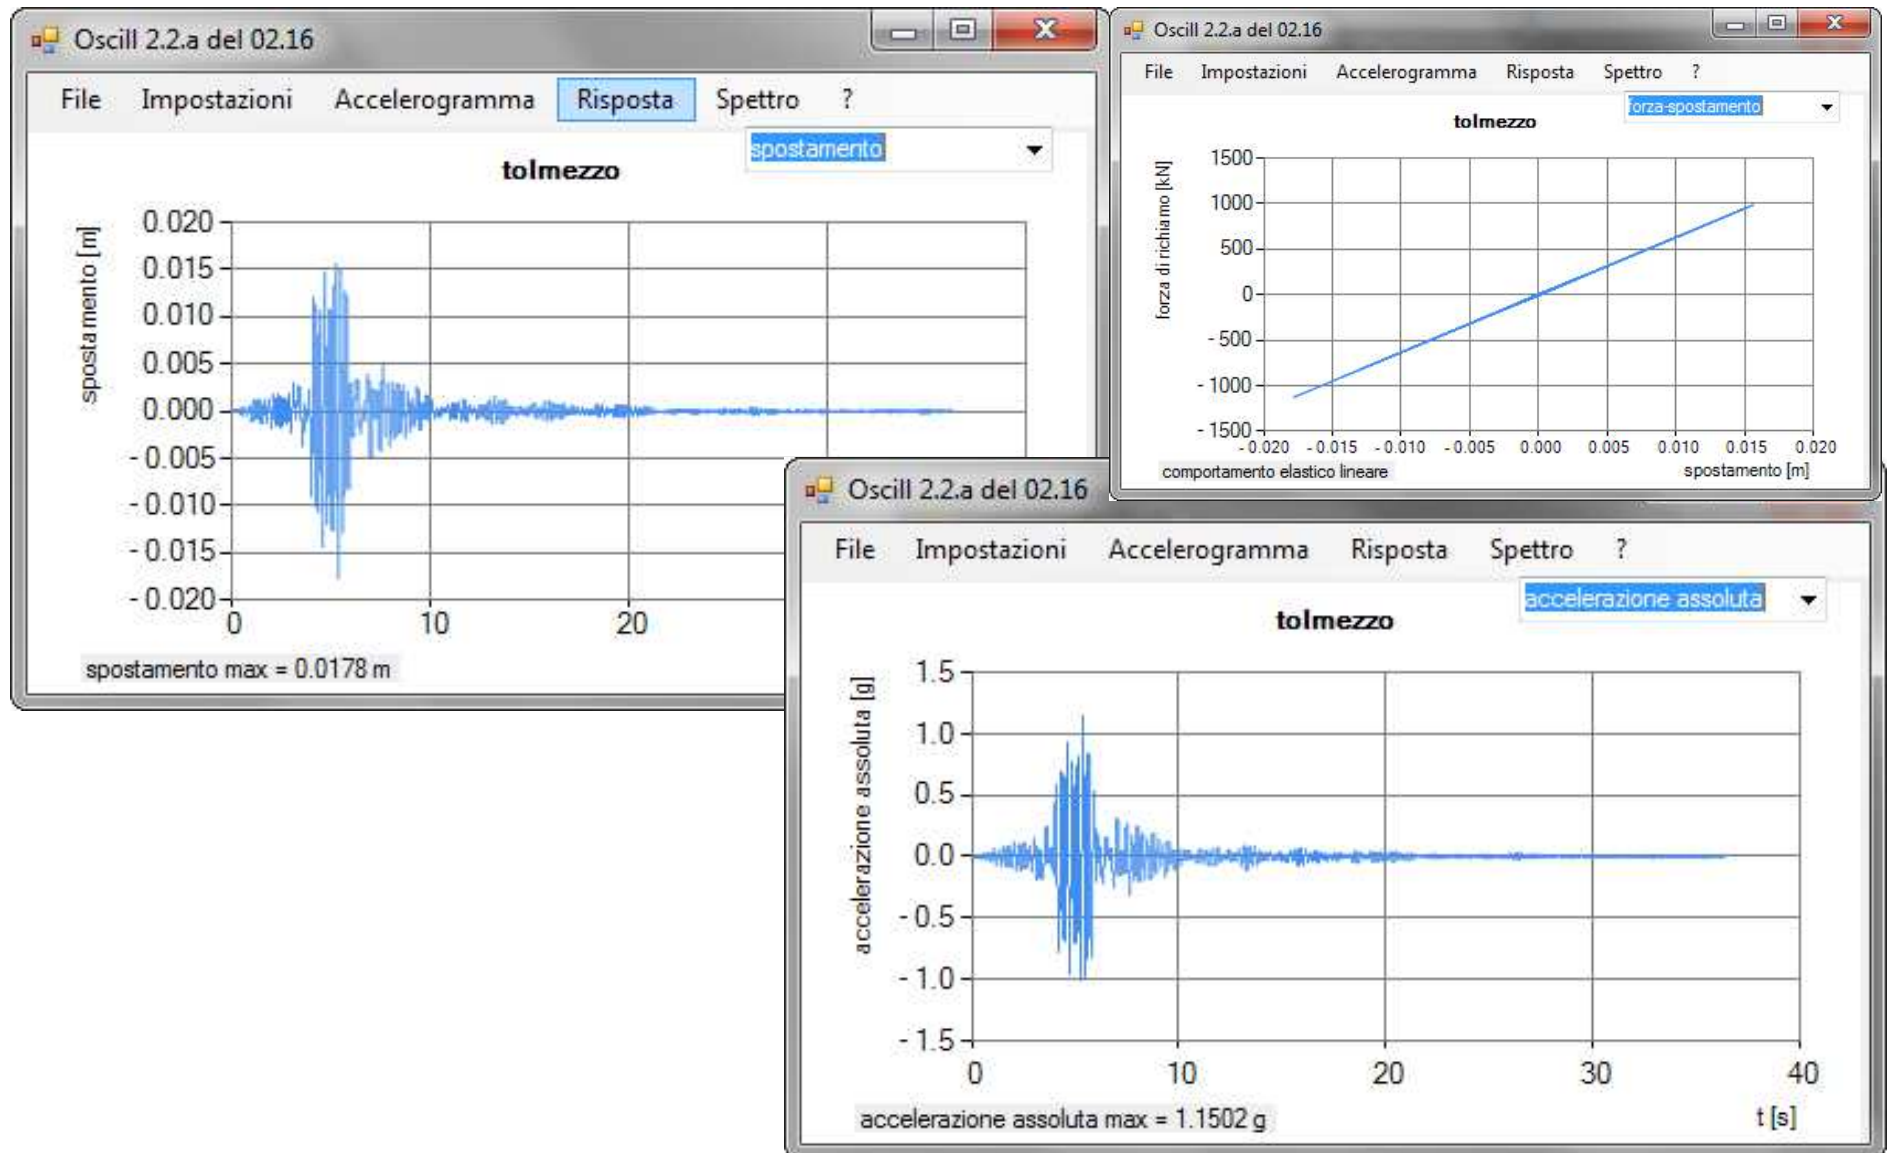 Oscill 2.2.a del 02.16
File Impostazioni Accelerogramma Risposta Spettro ?
spostamento
tolmezzo
spostamento [m]
0.020
0.015
0.010
0.005
0.000
- 0.005
- 0.010
- 0.015
- 0.020
0 10 20
spostamento max = 0.0178 m
Oscill 2.2.a del 02.16
File Impostazioni Accelerogramma Risposta Spettro ?
forza-spostamento
tolmezzo
forza di richiamo [kN]
1500
1000
500
0
- 500
- 1000
- 1500
- 0.020 - 0.015 - 0.010 - 0.005 0.000 0.005 0.010 0.015 0.020
comportamento elastico lineare spostamento [m]
Oscill 2.2.a del 02.16
File Impostazioni Accelerogramma Risposta Spettro ?
accelerazione assoluta
tolmezzo
accelerazione assoluta [g]
1.5
1.0
0.5
0.0
- 0.5
- 1.0
- 1.5
0 10 20 30 40
accelerazione assoluta max = 1.1502 g t [s]